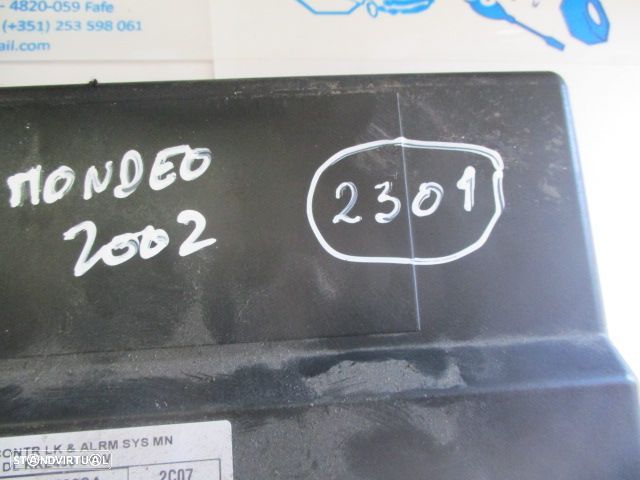 - 4820-059 Fafe
(+351) 253 598 061
ail.com
MONDEO
2002
2301
CONTR LK & ALRM SYS MN
DE
STANDVIRTUAL
2C07